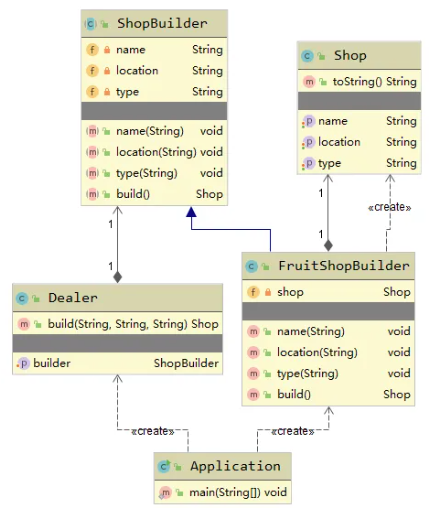 ShopBuilder
name String
location String
type String
name(String) void
location(String) void
type(String) void
build() Shop
Shop
toString() String
name String
location String
type String
1
1
1
1
«create»
FruitShopBuilder
shop Shop
name(String) void
location(String) void
type(String) void
build() Shop
Dealer
build(String, String, String) Shop
builder ShopBuilder
«create»
«create»
Application
main(String[]) void